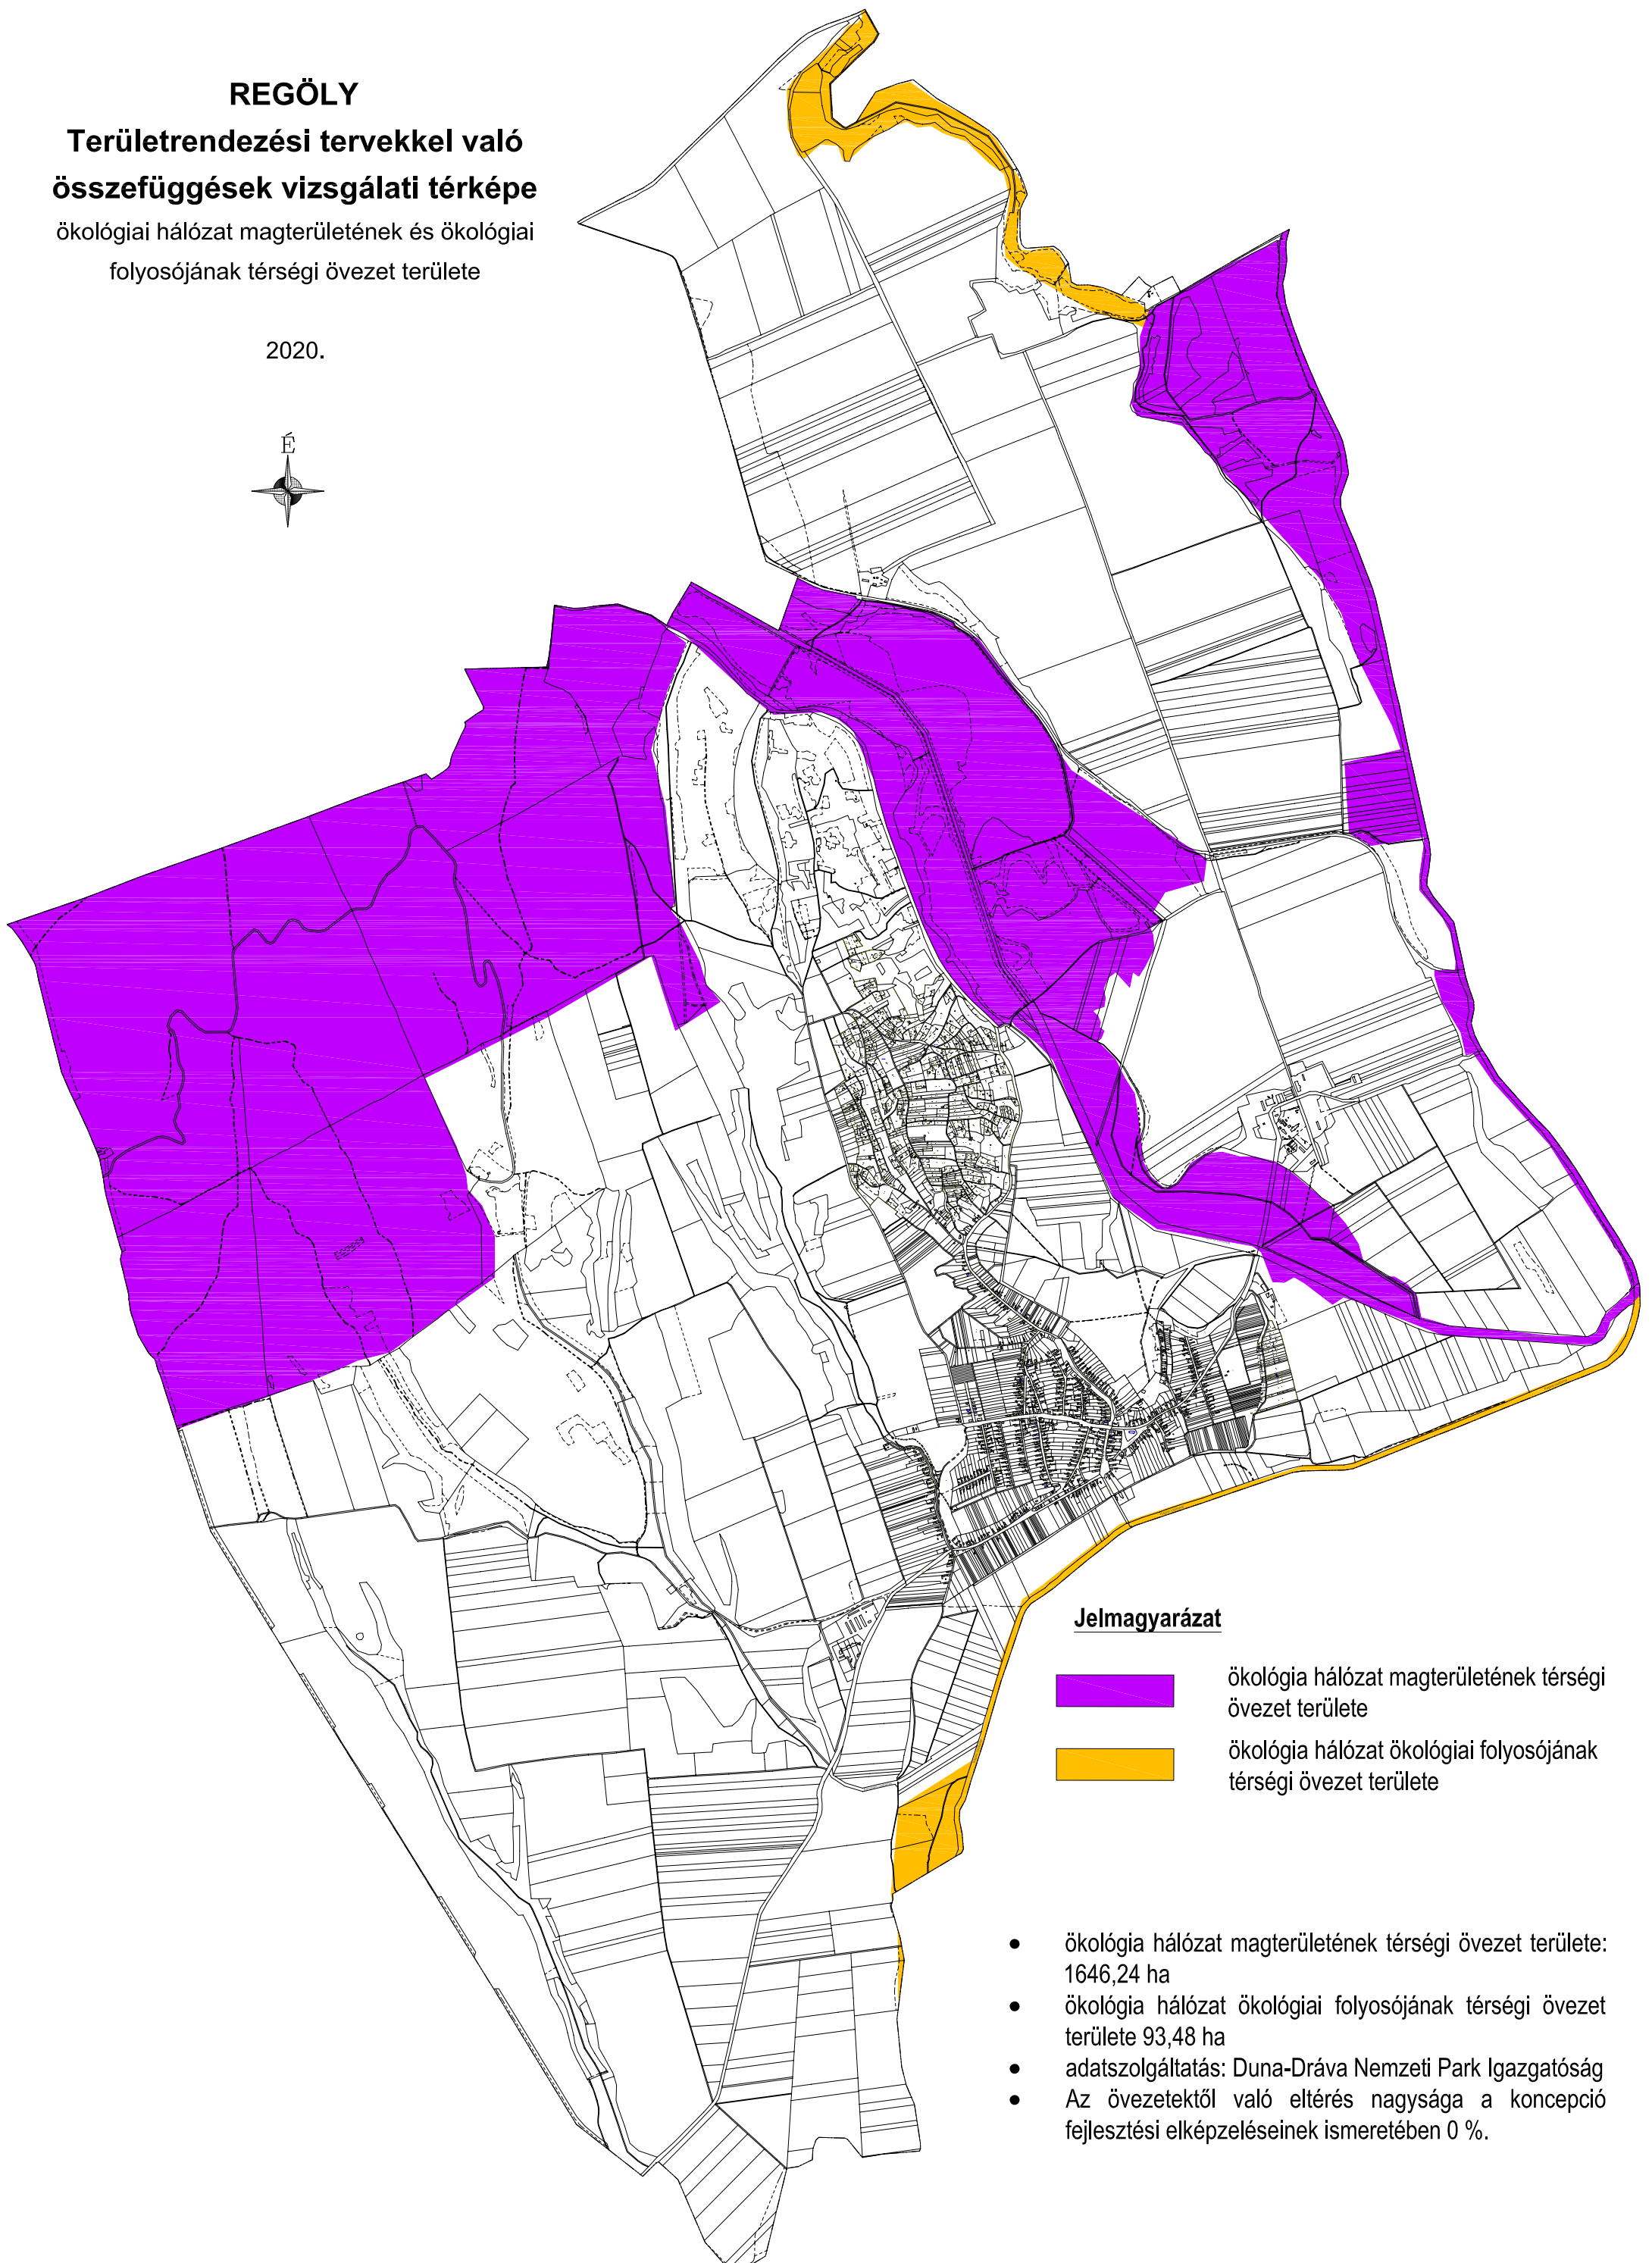 REGÖLY
Területrendezési tervekkel való
összefüggések vizsgálati térképe
ökológiai hálózat magterületének és ökológiai
folyosójának térségi övezet területe
2020.
É
Jelmagyarázat
ökológia hálózat magterületének térségi
övezet területe
ökológia hálózat ökológiai folyosójának
térségi övezet területe
● ökológia hálózat magterületének térségi övezet területe:
1646,24 ha
● ökológia hálózat ökológiai folyosójának térségi övezet
területe 93,48 ha
● adatszolgáltatás: Duna-Dráva Nemzeti Park Igazgatóság
● Az övezetektől való eltérés nagysága a koncepció
fejlesztési elképzeléseinek ismeretében 0 %.